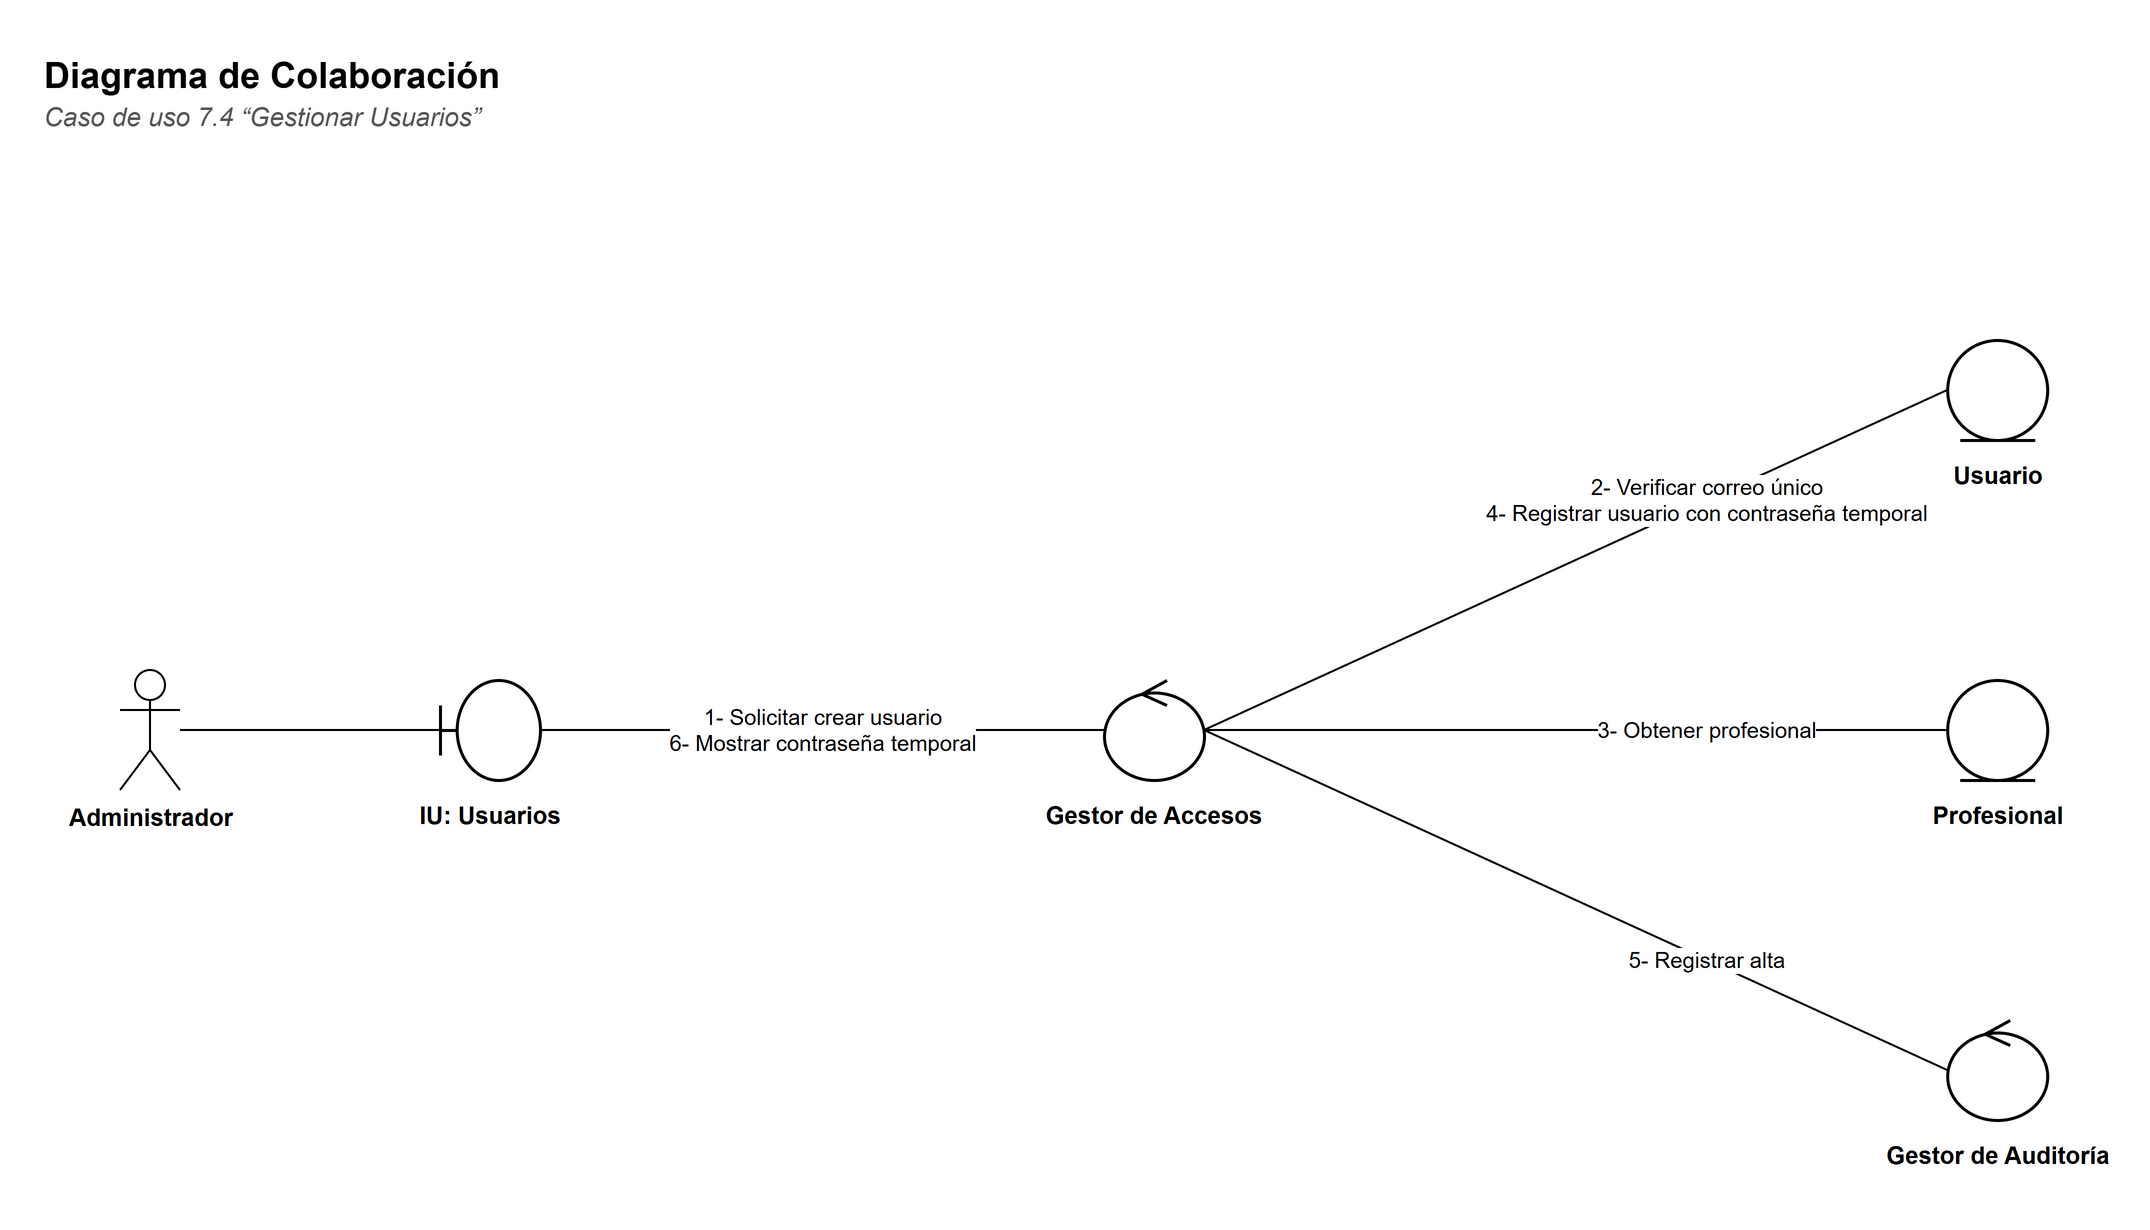 Diagrama de Colaboración
Caso de uso 7.4 “Gestionar Usuarios”
Usuario
2- Verificar correo único
4- Registrar usuario con contraseña temporal
1- Solicitar crear usuario
6- Mostrar contraseña temporal
3- Obtener profesional
Administrador
IU: Usuarios
Gestor de Accesos
Profesional
5- Registrar alta
Gestor de Auditoría